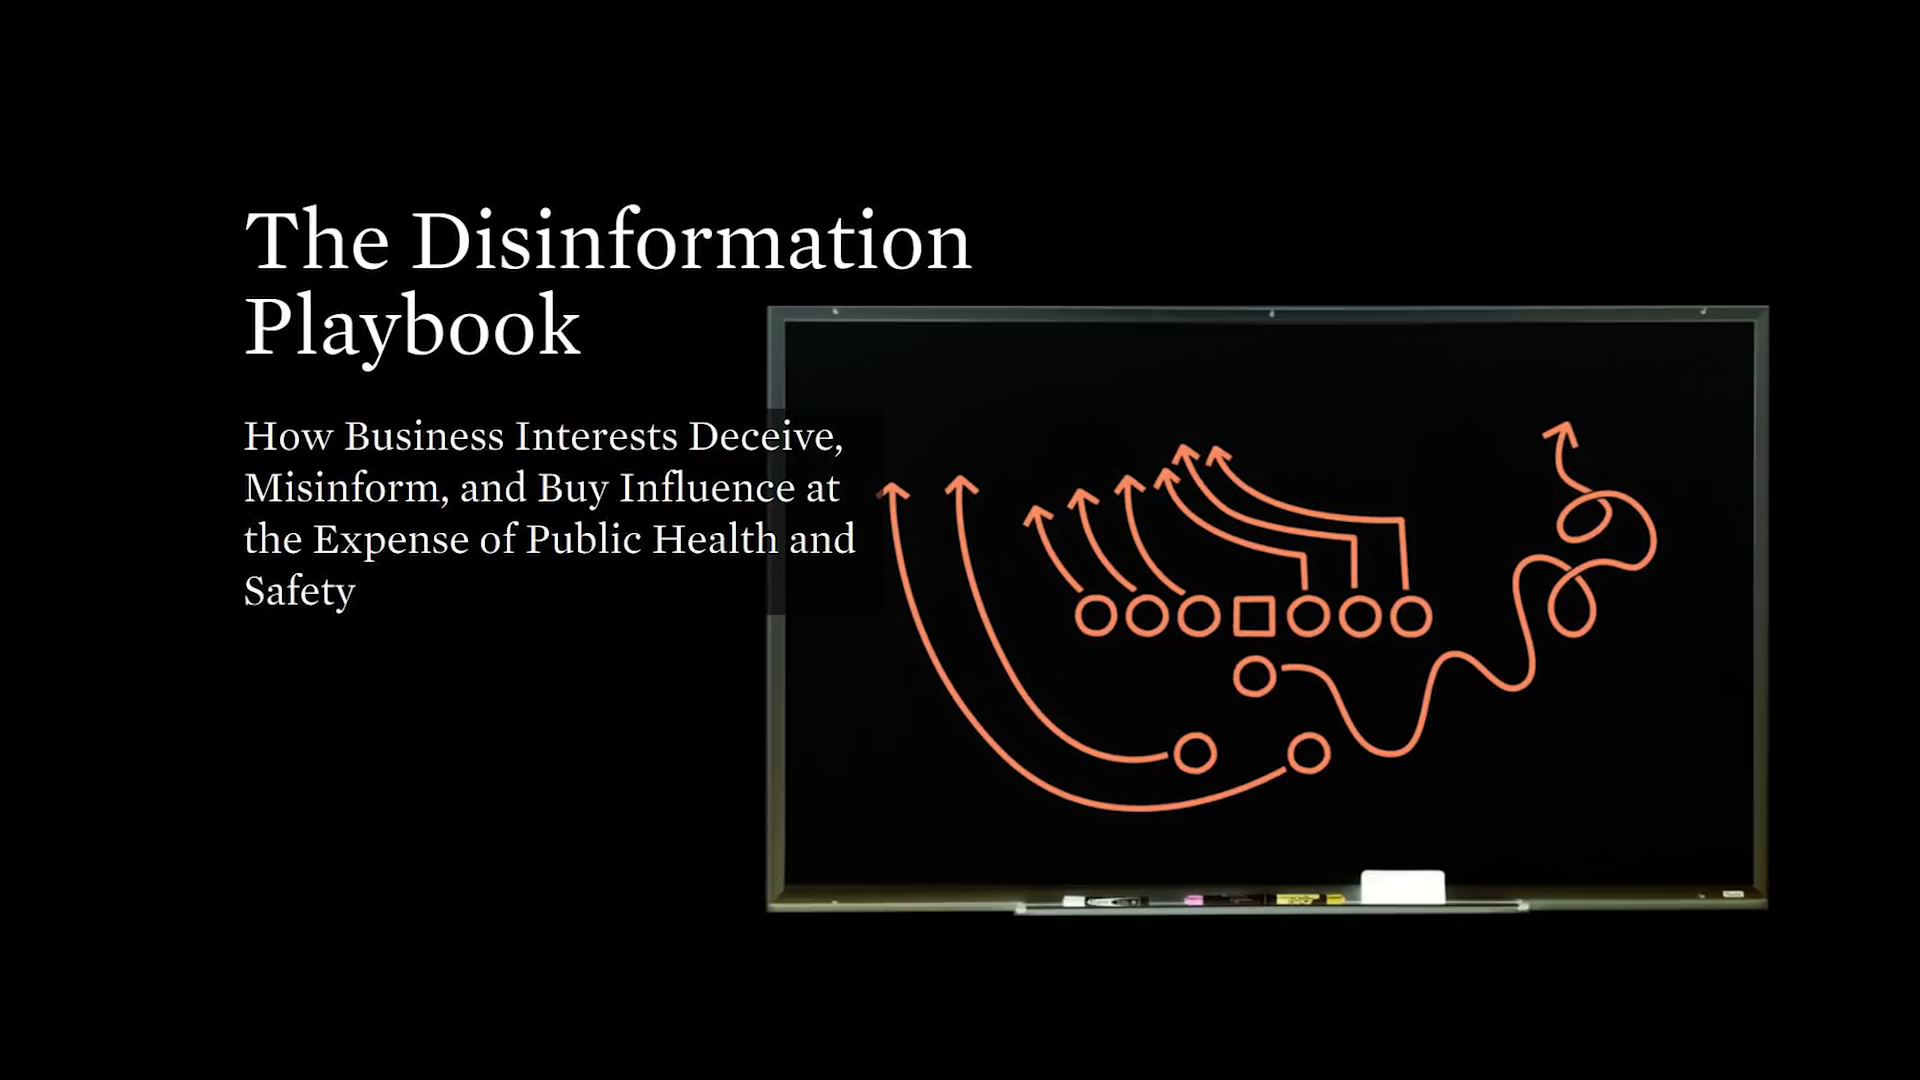 The Disinformation
Playbook
How Business Interests Deceive,
Misinform, and Buy Influence at
the Expense of Public Health and
Safety